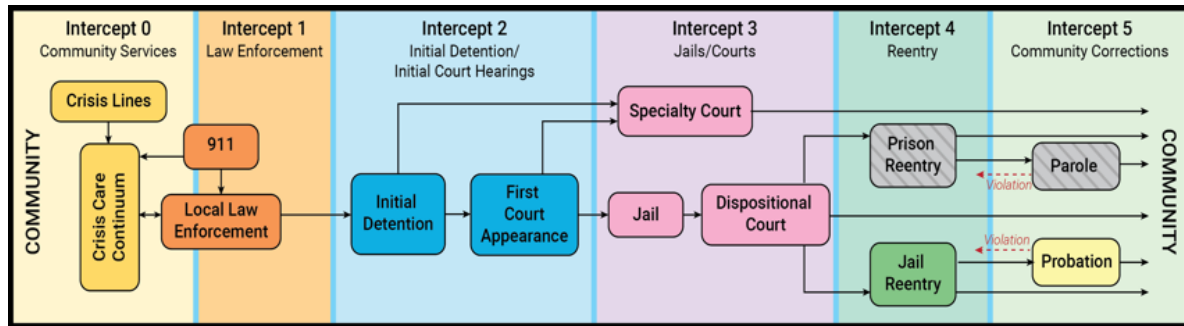 Intercept 0
Community Services
Intercept 1
Law Enforcement
Intercept 2
Initial Detention/
Initial Court Hearings
Intercept 3
Jails/Courts
Intercept 4
Reentry
Intercept 5
Community Corrections
COMMUNITY
Crisis Lines
Crisis Care
Continuum
911
Local Law
Enforcement
Initial
Detention
First
Court
Appearance
Specialty Court
Jail
Dispositional
Court
Prison
Reentry
Violation
Parole
Jail
Reentry
Violation
Probation
COMMUNITY